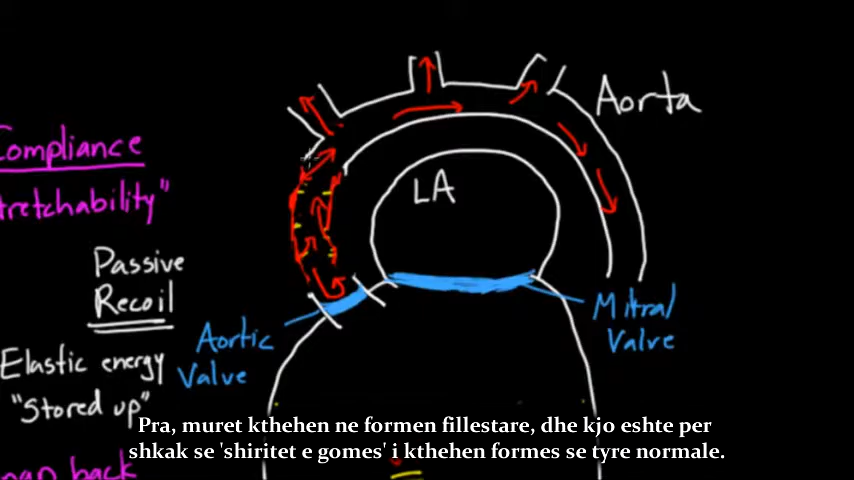 Aorta
Compliance
tretchability"
LA
Passive
Recoil
Mitral
Valve
Aortic
Valve
Elastic energy
"Stored up"
back
Pra, muret kthehen ne formen fillestare, dhe kjo eshte per
shkak se 'shiritet e gomes' i kthehen formes se tyre normale.